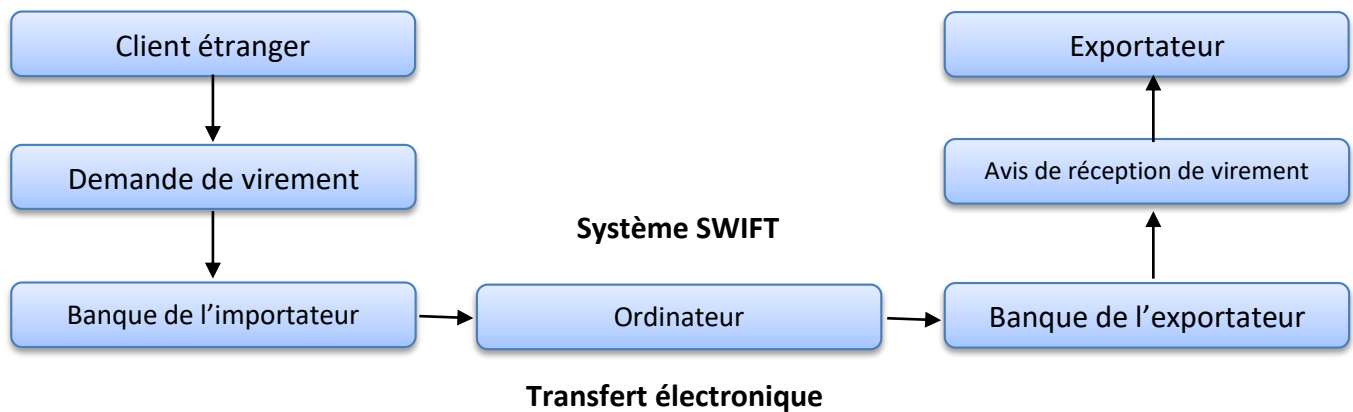 Client étranger
Exportateur
Demande de virement
Avis de réception de virement
Système SWIFT
Banque de l'importateur
Ordinateur
Banque de l'exportateur
Transfert électronique